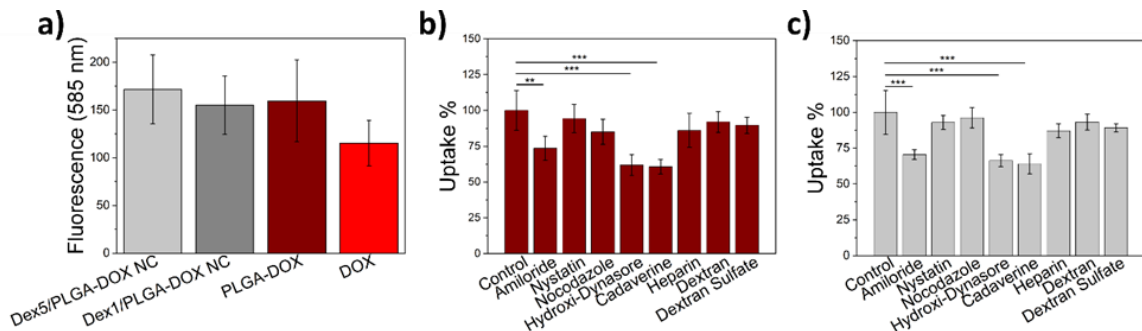 a)
Fluorescence (585 nm)
200
150
100
50
0
Dex5/PLGA-DOX NC
Dex1/PLGA-DOX NC
PLGA-DOX
DOX
b)
Uptake %
150
125
100
75
50
25
0
***
***
**
Control
Amiloride
Nystatin
Nocodazole
Hydroxi-Dynasore
Cadaverine
Heparin
Dextran
Dextran Sulfate
c)
Uptake %
150
125
100
75
50
25
0
***
***
***
Control
Amiloride
Nystatin
Nocodazole
Hydroxi-Dynasore
Cadaverine
Heparin
Dextran
Dextran Sulfate